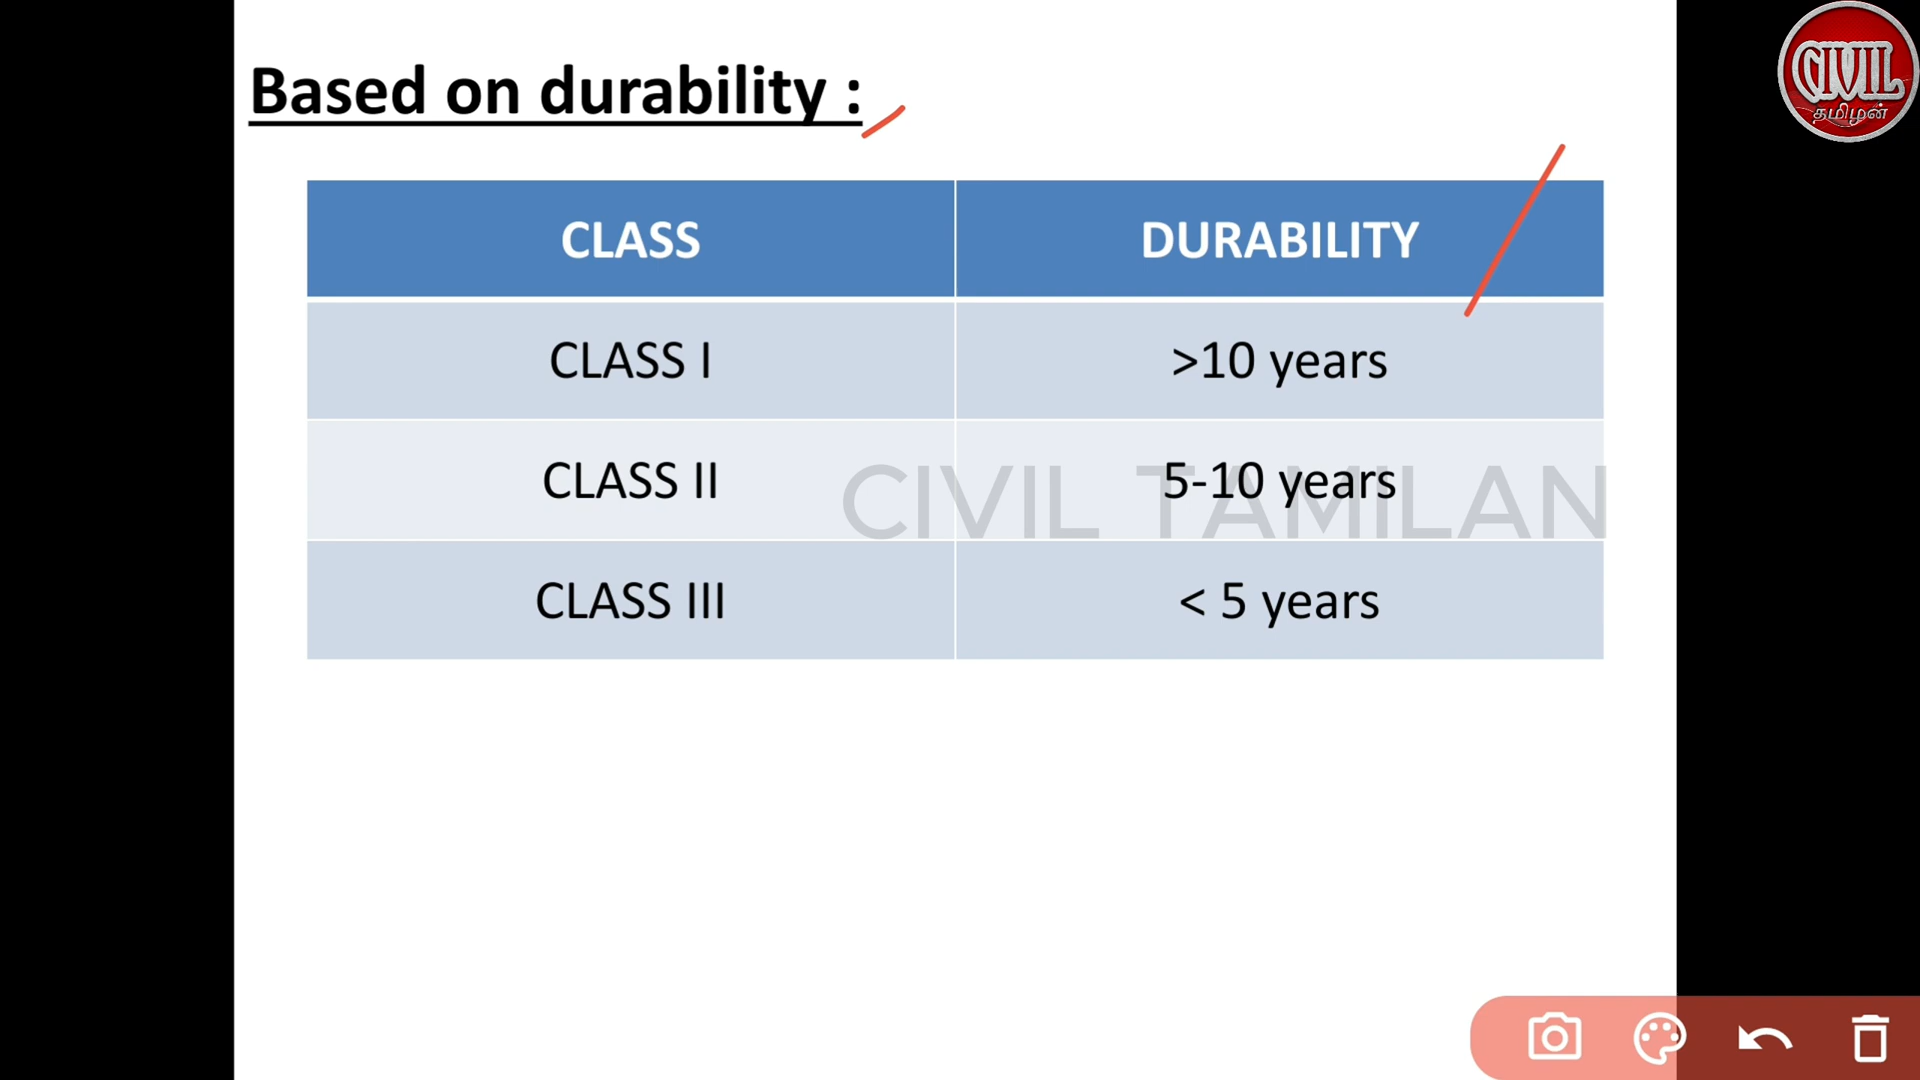 Based on durability :
CIVIL
தமிழன்
CLASS DURABILITY
CLASS I >10 years
CLASS II 5-10 years
CIVIL TAMILAN
CLASS III < 5 years